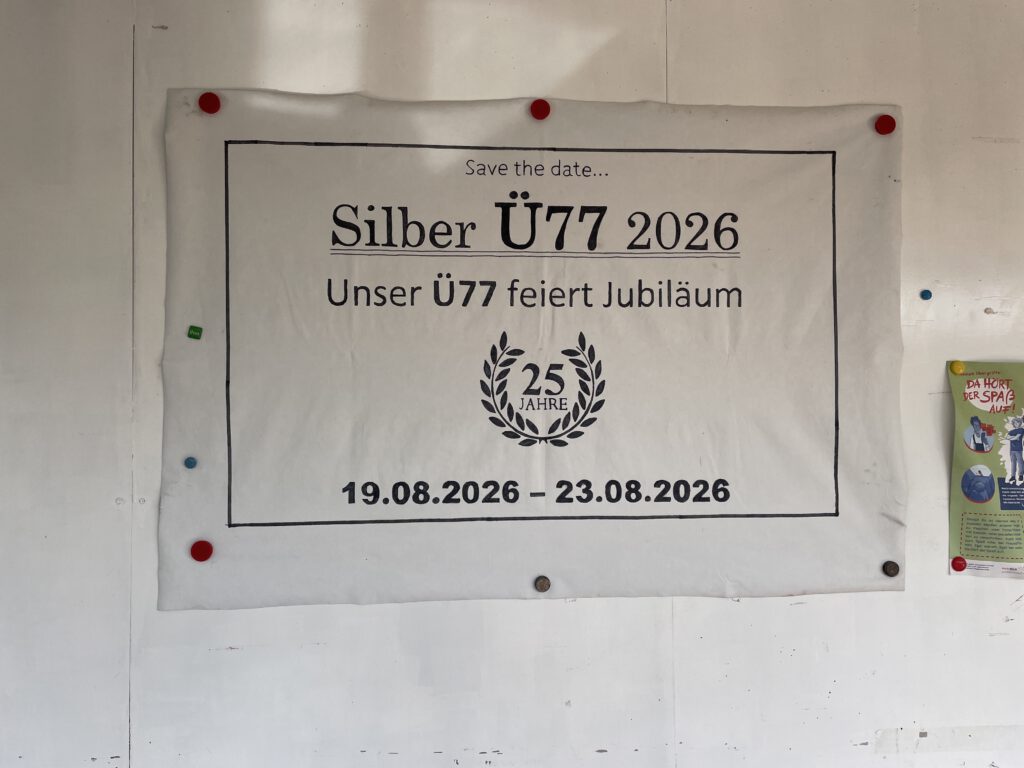 Save the date...
Silber Ü77 2026
Unser Ü77 feiert Jubiläum
25
JAHRE
19.08.2026 – 23.08.2026
DA HÖRT
DER SPAẞ
AUF!